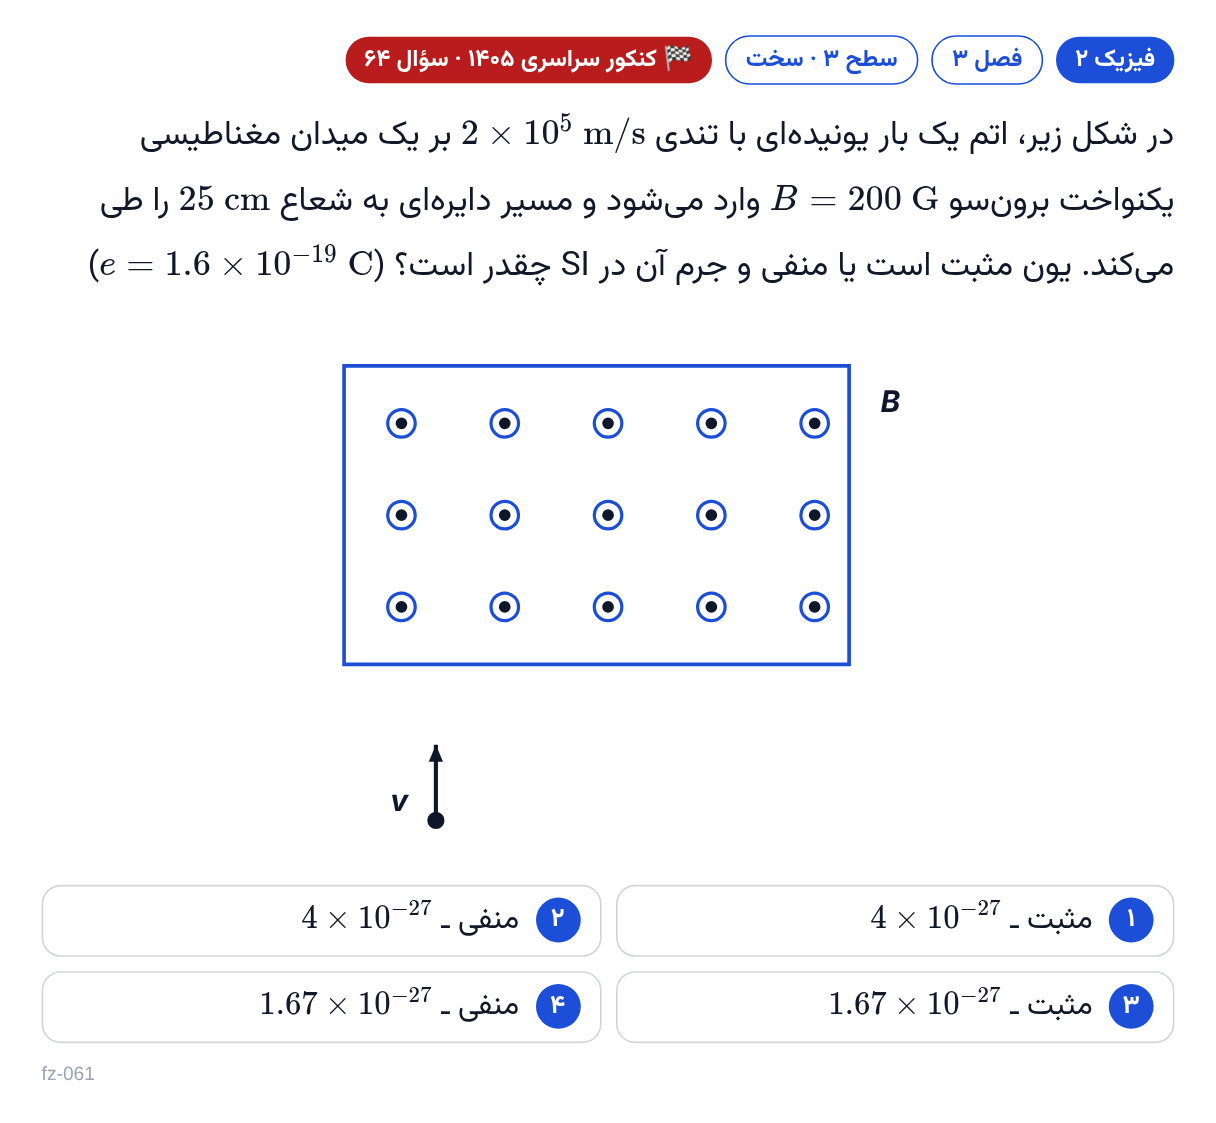 فیزیک ۲ فصل ۳ سطح ۳ · سخت 🏁 کنکور سراسری ۱۴۰۵ · سؤال ۶۴
در شکل زیر، اتم یک بار یونیده‌ای با تندی 2 × 10⁵ m/s بر یک میدان مغناطیسی
یکنواخت برون‌سو B = 200 G وارد می‌شود و مسیر دایره‌ای به شعاع 25 cm را طی
می‌کند. یون مثبت است یا منفی و جرم آن در SI چقدر است؟ (e = 1.6 × 10⁻¹⁹ C)
B
v
۱ مثبت ـ 4 × 10⁻²⁷
۲ منفی ـ 4 × 10⁻²⁷
۳ مثبت ـ 1.67 × 10⁻²⁷
۴ منفی ـ 1.67 × 10⁻²⁷
fz-061